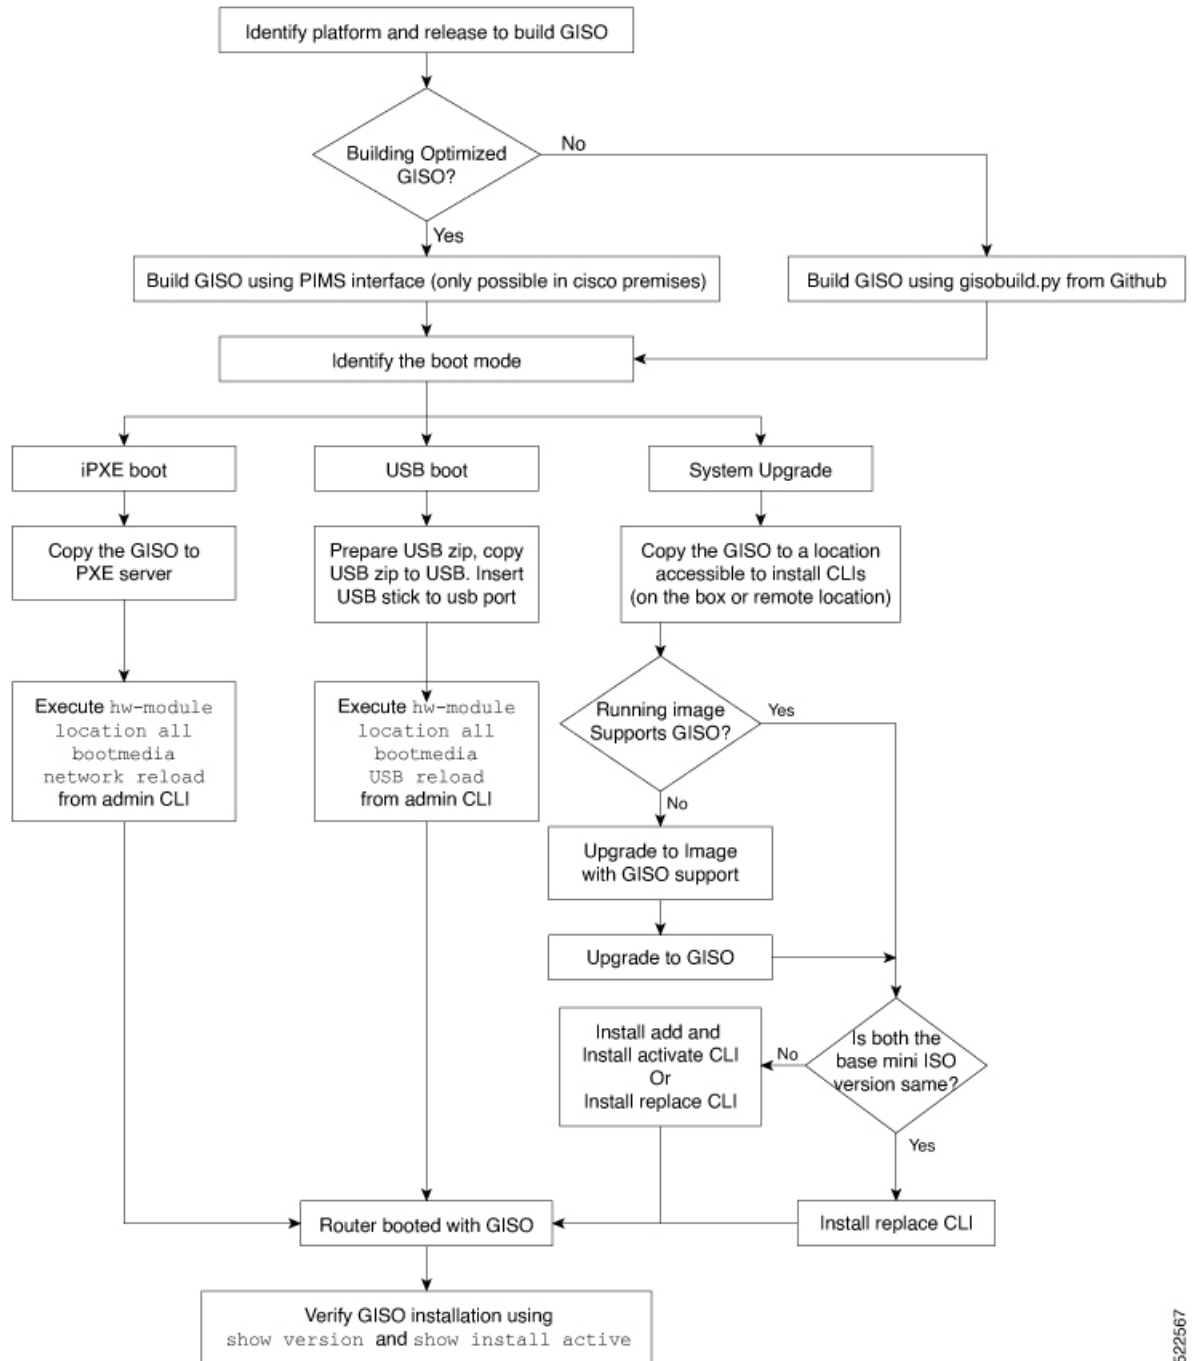 Identify platform and release to build GISO
Building Optimized
GISO?
No
Yes
Build GISO using PIMS interface (only possible in cisco premises)
Build GISO using gisobuild.py from Github
Identify the boot mode
iPXE boot
USB boot
System Upgrade
Copy the GISO to
PXE server
Prepare USB zip, copy
USB zip to USB. Insert
USB stick to usb port
Copy the GISO to a location
accessible to install CLIs
(on the box or remote location)
Execute hw-module
location all
bootmedia
network reload
from admin CLI
Execute hw-module
location all
bootmedia
USB reload
from admin CLI
Running image
Supports GISO?
Yes
No
Upgrade to Image
with GISO support
Upgrade to GISO
Install add and
Install activate CLI
Or
Install replace CLI
No
Is both the
base mini ISO
version same?
Yes
Router booted with GISO
Install replace CLI
Verify GISO installation using
show version and show install active
522567